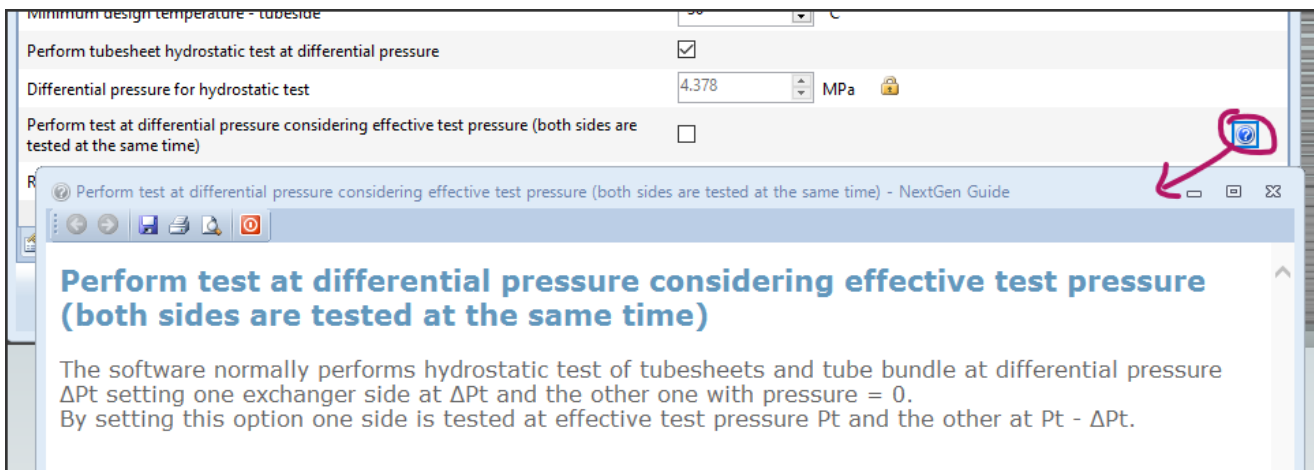 Minimum design temperature - tubeside
°C
Perform tubesheet hydrostatic test at differential pressure
Differential pressure for hydrostatic test 4.378 MPa
Perform test at differential pressure considering effective test pressure (both sides are
tested at the same time)
R
Perform test at differential pressure considering effective test pressure (both sides are tested at the same time) - NextGen Guide
Perform test at differential pressure considering effective test pressure
(both sides are tested at the same time)
The software normally performs hydrostatic test of tubesheets and tube bundle at differential pressure
ΔPt setting one exchanger side at ΔPt and the other one with pressure = 0.
By setting this option one side is tested at effective test pressure Pt and the other at Pt - ΔPt.